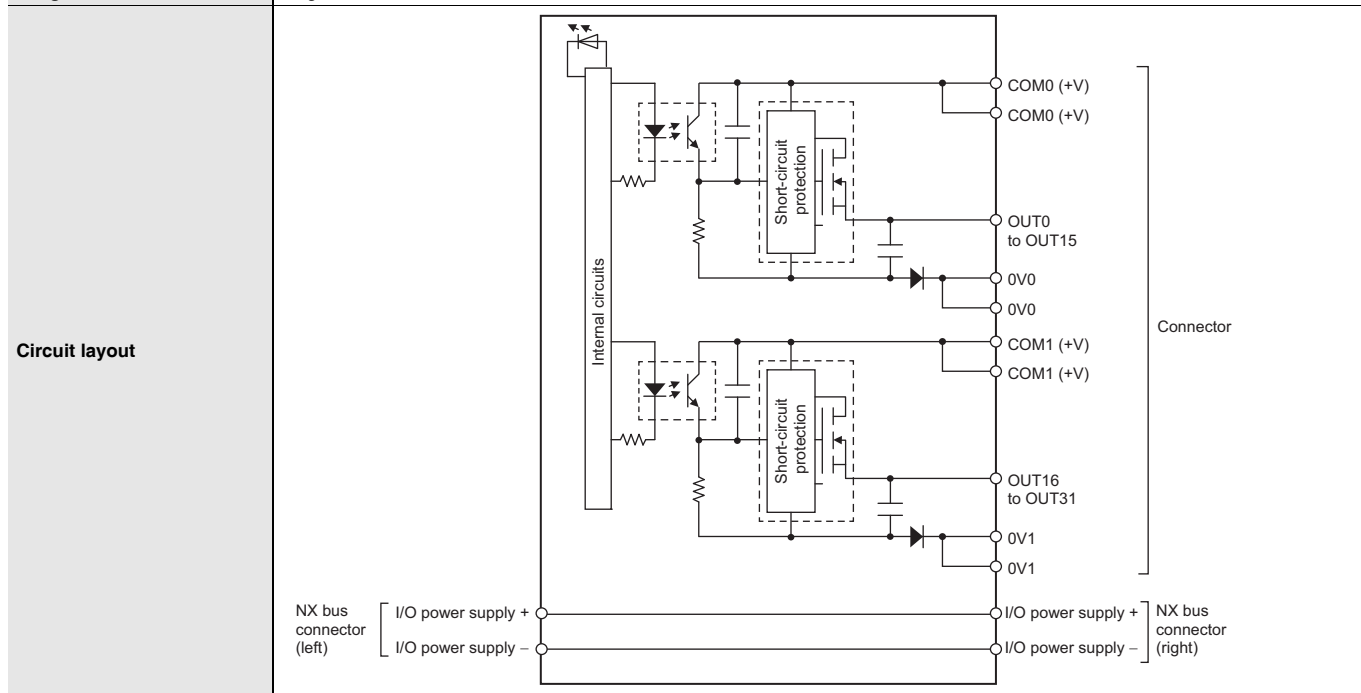 Circuit layout
Internal circuits
Short-circuit
protection
COM0 (+V)
COM0 (+V)
OUT0
to OUT15
0V0
0V0
Short-circuit
protection
COM1 (+V)
COM1 (+V)
OUT16
to OUT31
0V1
0V1
Connector
NX bus
connector
(left)
I/O power supply +
I/O power supply –
I/O power supply +
I/O power supply –
NX bus
connector
(right)